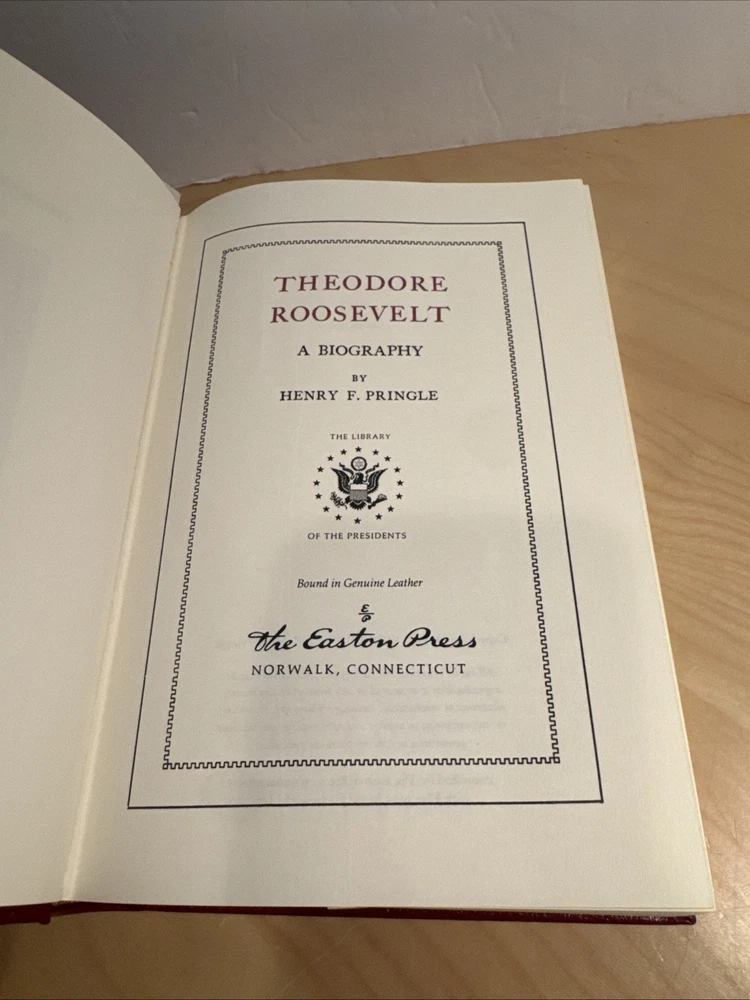 THEODORE
ROOSEVELT
A BIOGRAPHY
BY
HENRY F. PRINGLE
THE LIBRARY
OF THE PRESIDENTS
Bound in Genuine Leather
The Easton Press
NORWALK, CONNECTICUT